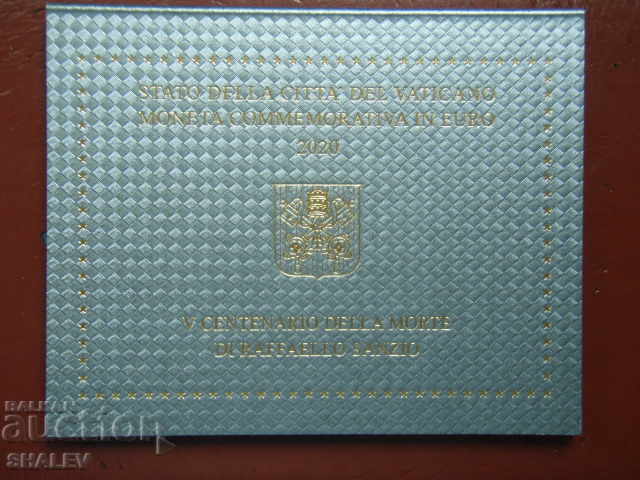 STATO DELLA CITTA' DEL VATICANO
MONETA COMMEMORATIVA IN EURO
2020
V CENTENARIO DELLA MORTE
DI RAFFAELLO SANZIO
BALKAN
auction
SHALEV